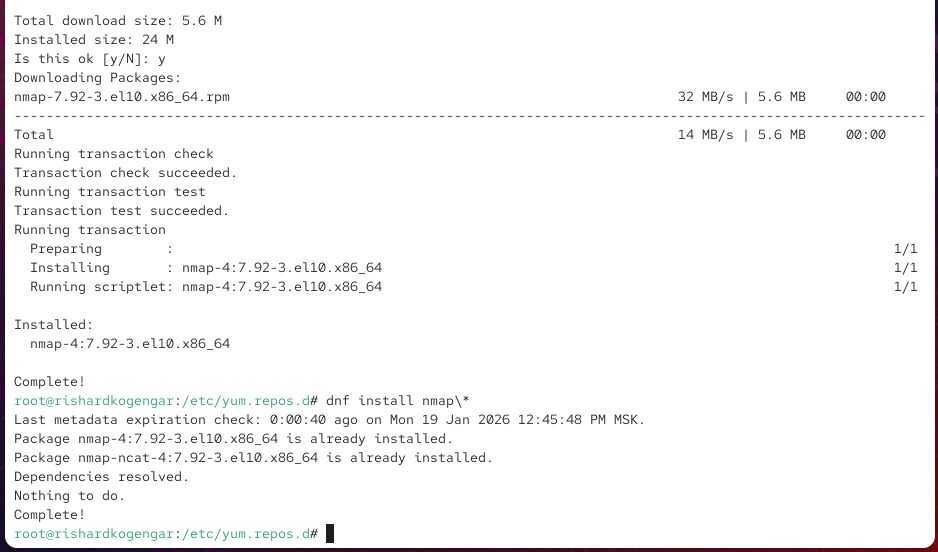 Total download size: 5.6 M
Installed size: 24 M
Is this ok [y/N]: y
Downloading Packages:
nmap-7.92-3.el10.x86_64.rpm                                                        32 MB/s | 5.6 MB     00:00
------------------------------------------------------------------------------------------------------------------
Total                                                                              14 MB/s | 5.6 MB     00:00
Running transaction check
Transaction check succeeded.
Running transaction test
Transaction test succeeded.
Running transaction
  Preparing        :                                                                                          1/1
  Installing       : nmap-4:7.92-3.el10.x86_64                                                                1/1
  Running scriptlet: nmap-4:7.92-3.el10.x86_64                                                                1/1

Installed:
  nmap-4:7.92-3.el10.x86_64

Complete!
root@rishardkogengar:/etc/yum.repos.d# dnf install nmap\*
Last metadata expiration check: 0:00:40 ago on Mon 19 Jan 2026 12:45:48 PM MSK.
Package nmap-4:7.92-3.el10.x86_64 is already installed.
Package nmap-ncat-4:7.92-3.el10.x86_64 is already installed.
Dependencies resolved.
Nothing to do.
Complete!
root@rishardkogengar:/etc/yum.repos.d#